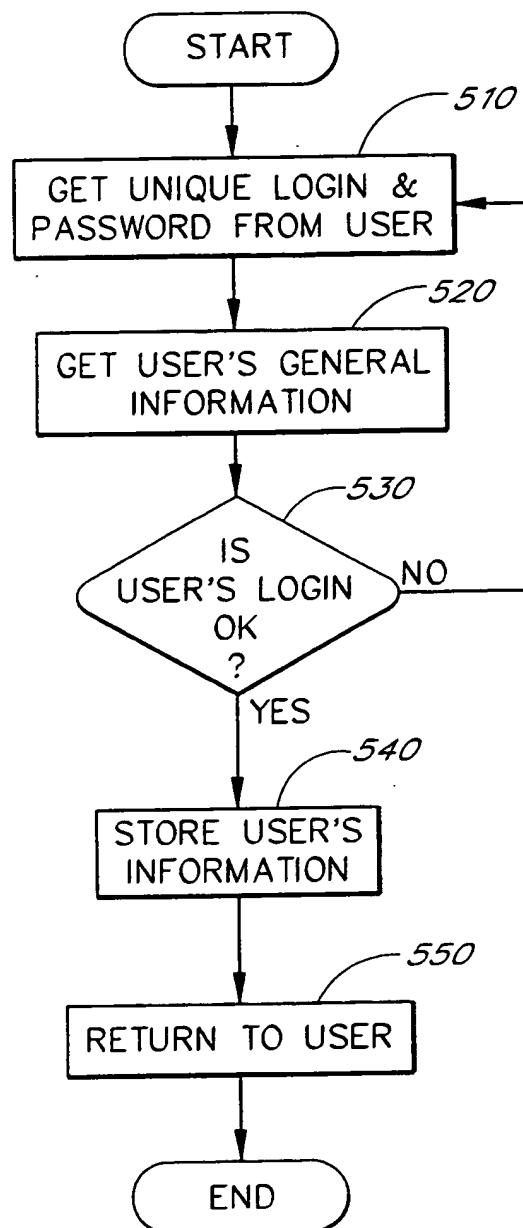 START
510
GET UNIQUE LOGIN &
PASSWORD FROM USER
520
GET USER'S GENERAL
INFORMATION
530
IS
USER'S LOGIN
OK
?
NO
YES
540
STORE USER'S
INFORMATION
550
RETURN TO USER
END